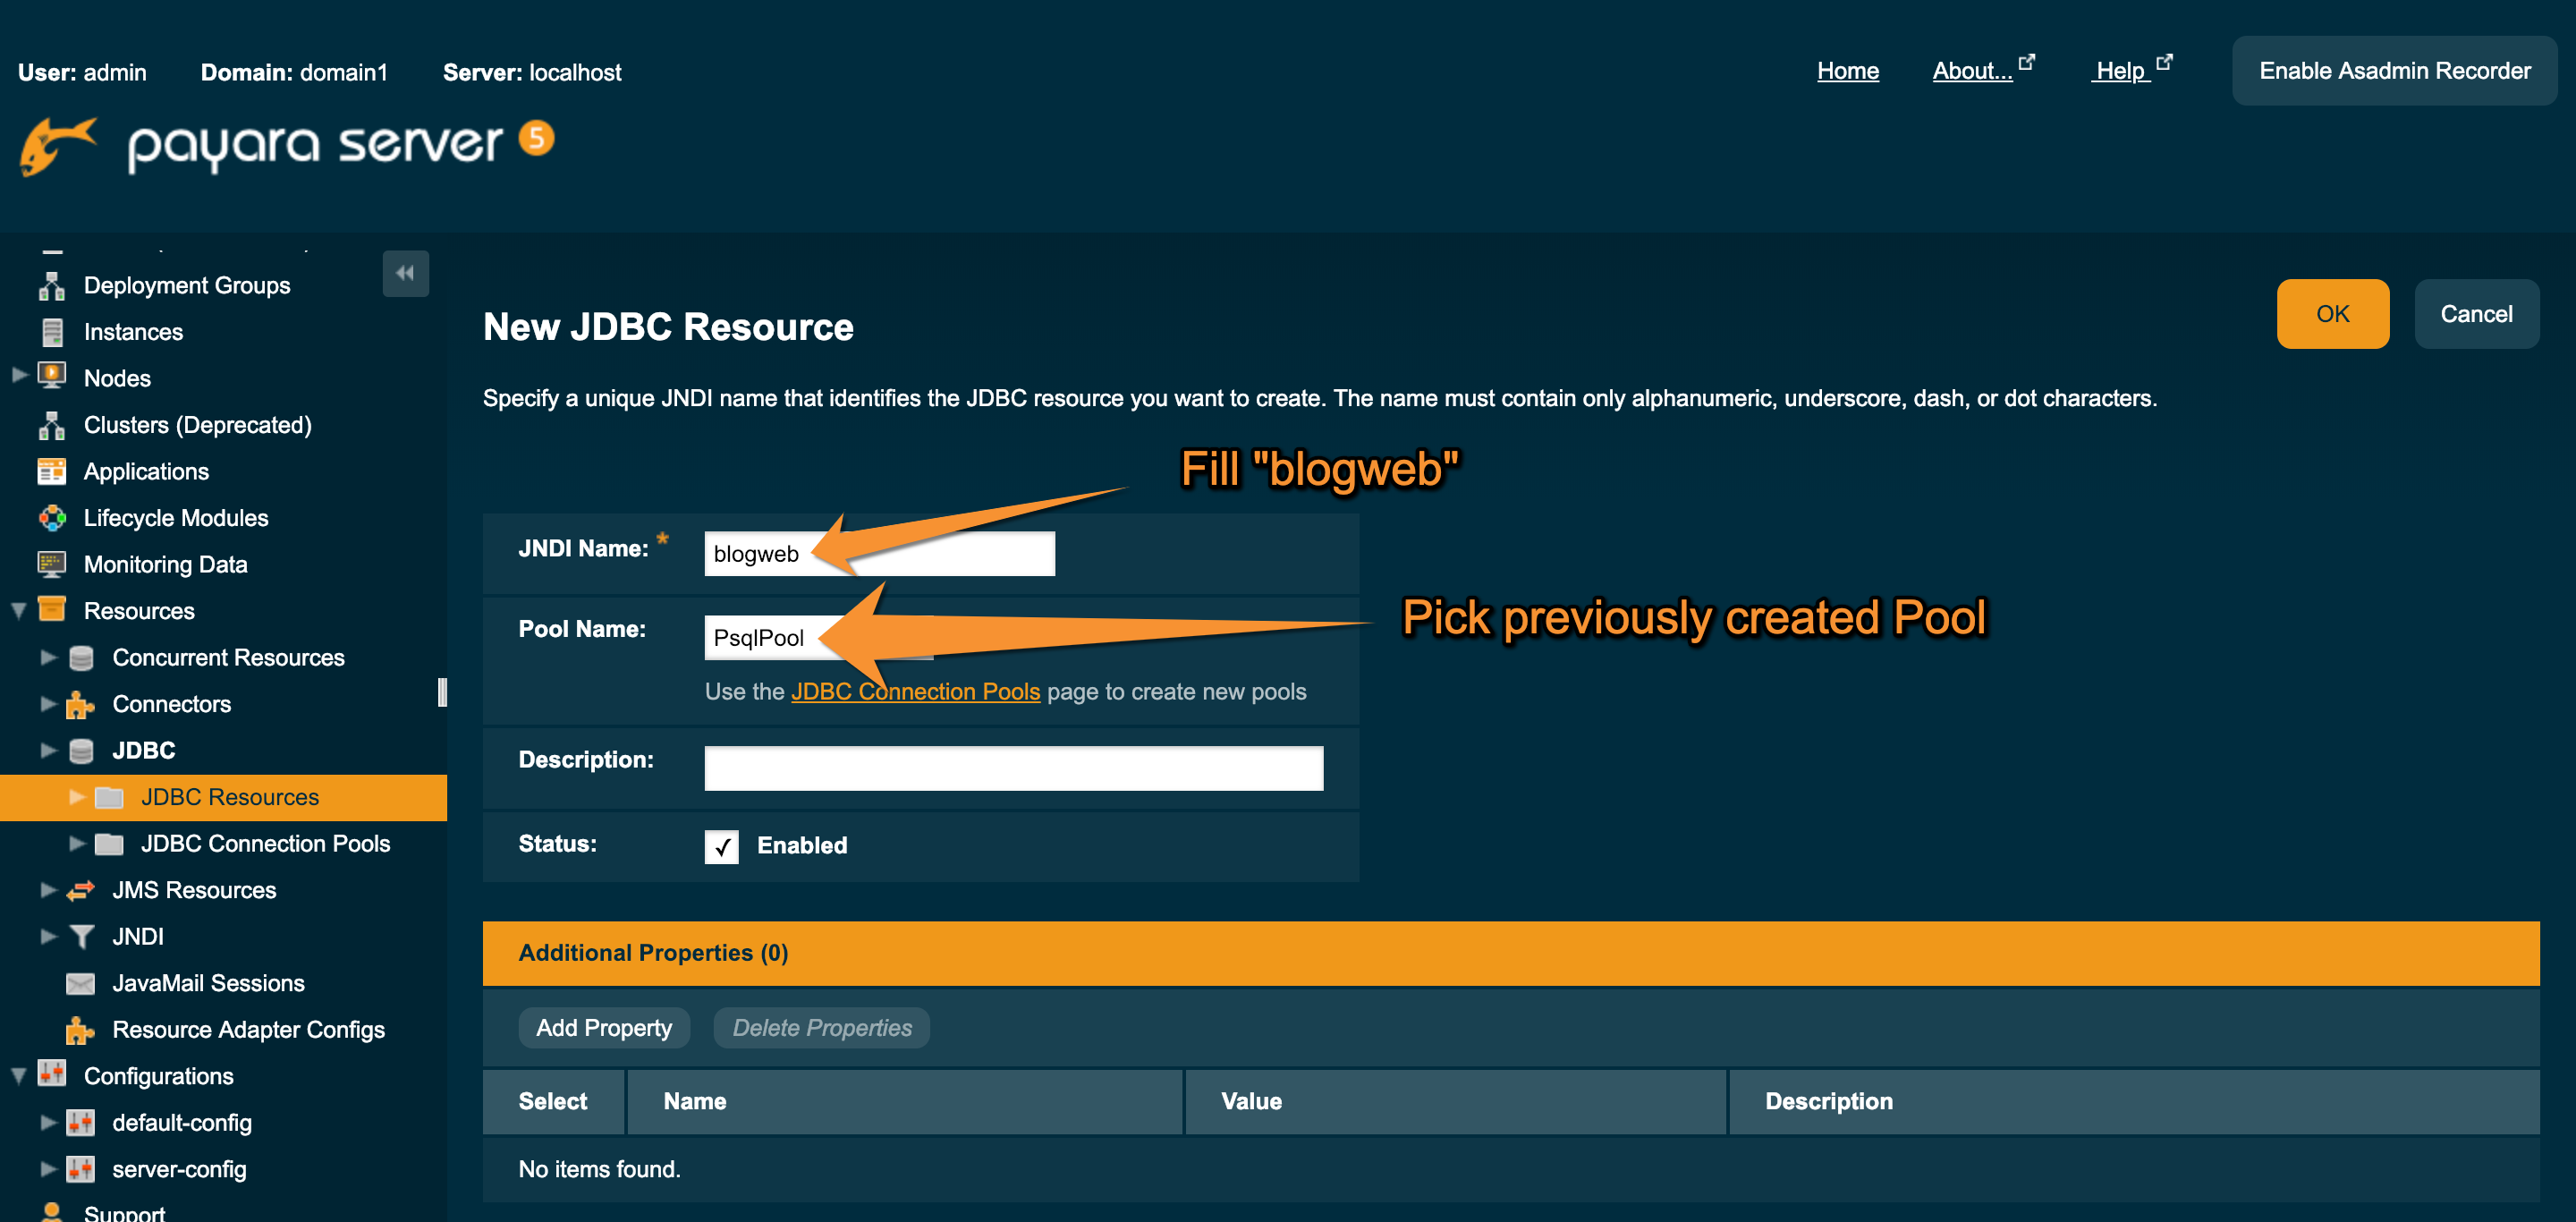 User: admin Domain: domain1 Server: localhost Home About... Help Enable Asadmin Recorder
payara server 5
Deployment Groups
Instances
Nodes
Clusters (Deprecated)
Applications
Lifecycle Modules
Monitoring Data
Resources
Concurrent Resources
Connectors
JDBC
JDBC Resources
JDBC Connection Pools
JMS Resources
JNDI
JavaMail Sessions
Resource Adapter Configs
Configurations
default-config
server-config
Support
New JDBC Resource
OK Cancel
Specify a unique JNDI name that identifies the JDBC resource you want to create. The name must contain only alphanumeric, underscore, dash, or dot characters.
Fill "blogweb"
JNDI Name: * blogweb
Pool Name: PsqlPool
Pick previously created Pool
Use the JDBC Connection Pools page to create new pools
Description:
Status: Enabled
Additional Properties (0)
Add Property Delete Properties
Select Name Value Description
No items found.